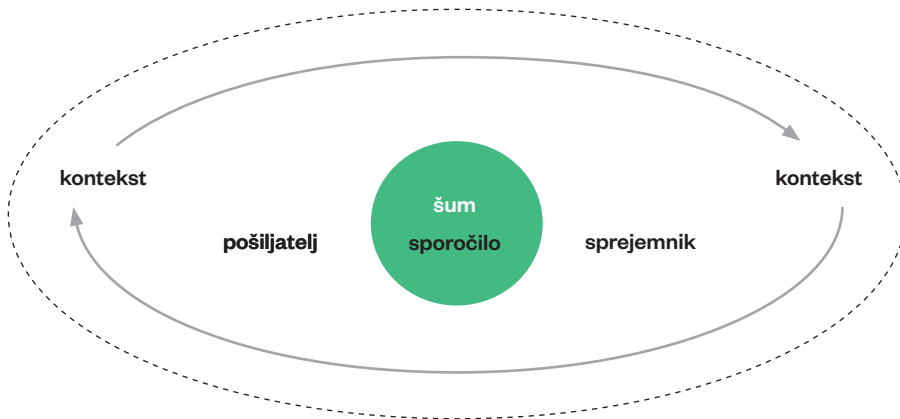 kontekst
kontekst
šum
pošiljatelj
sporočilo
sprejemnik